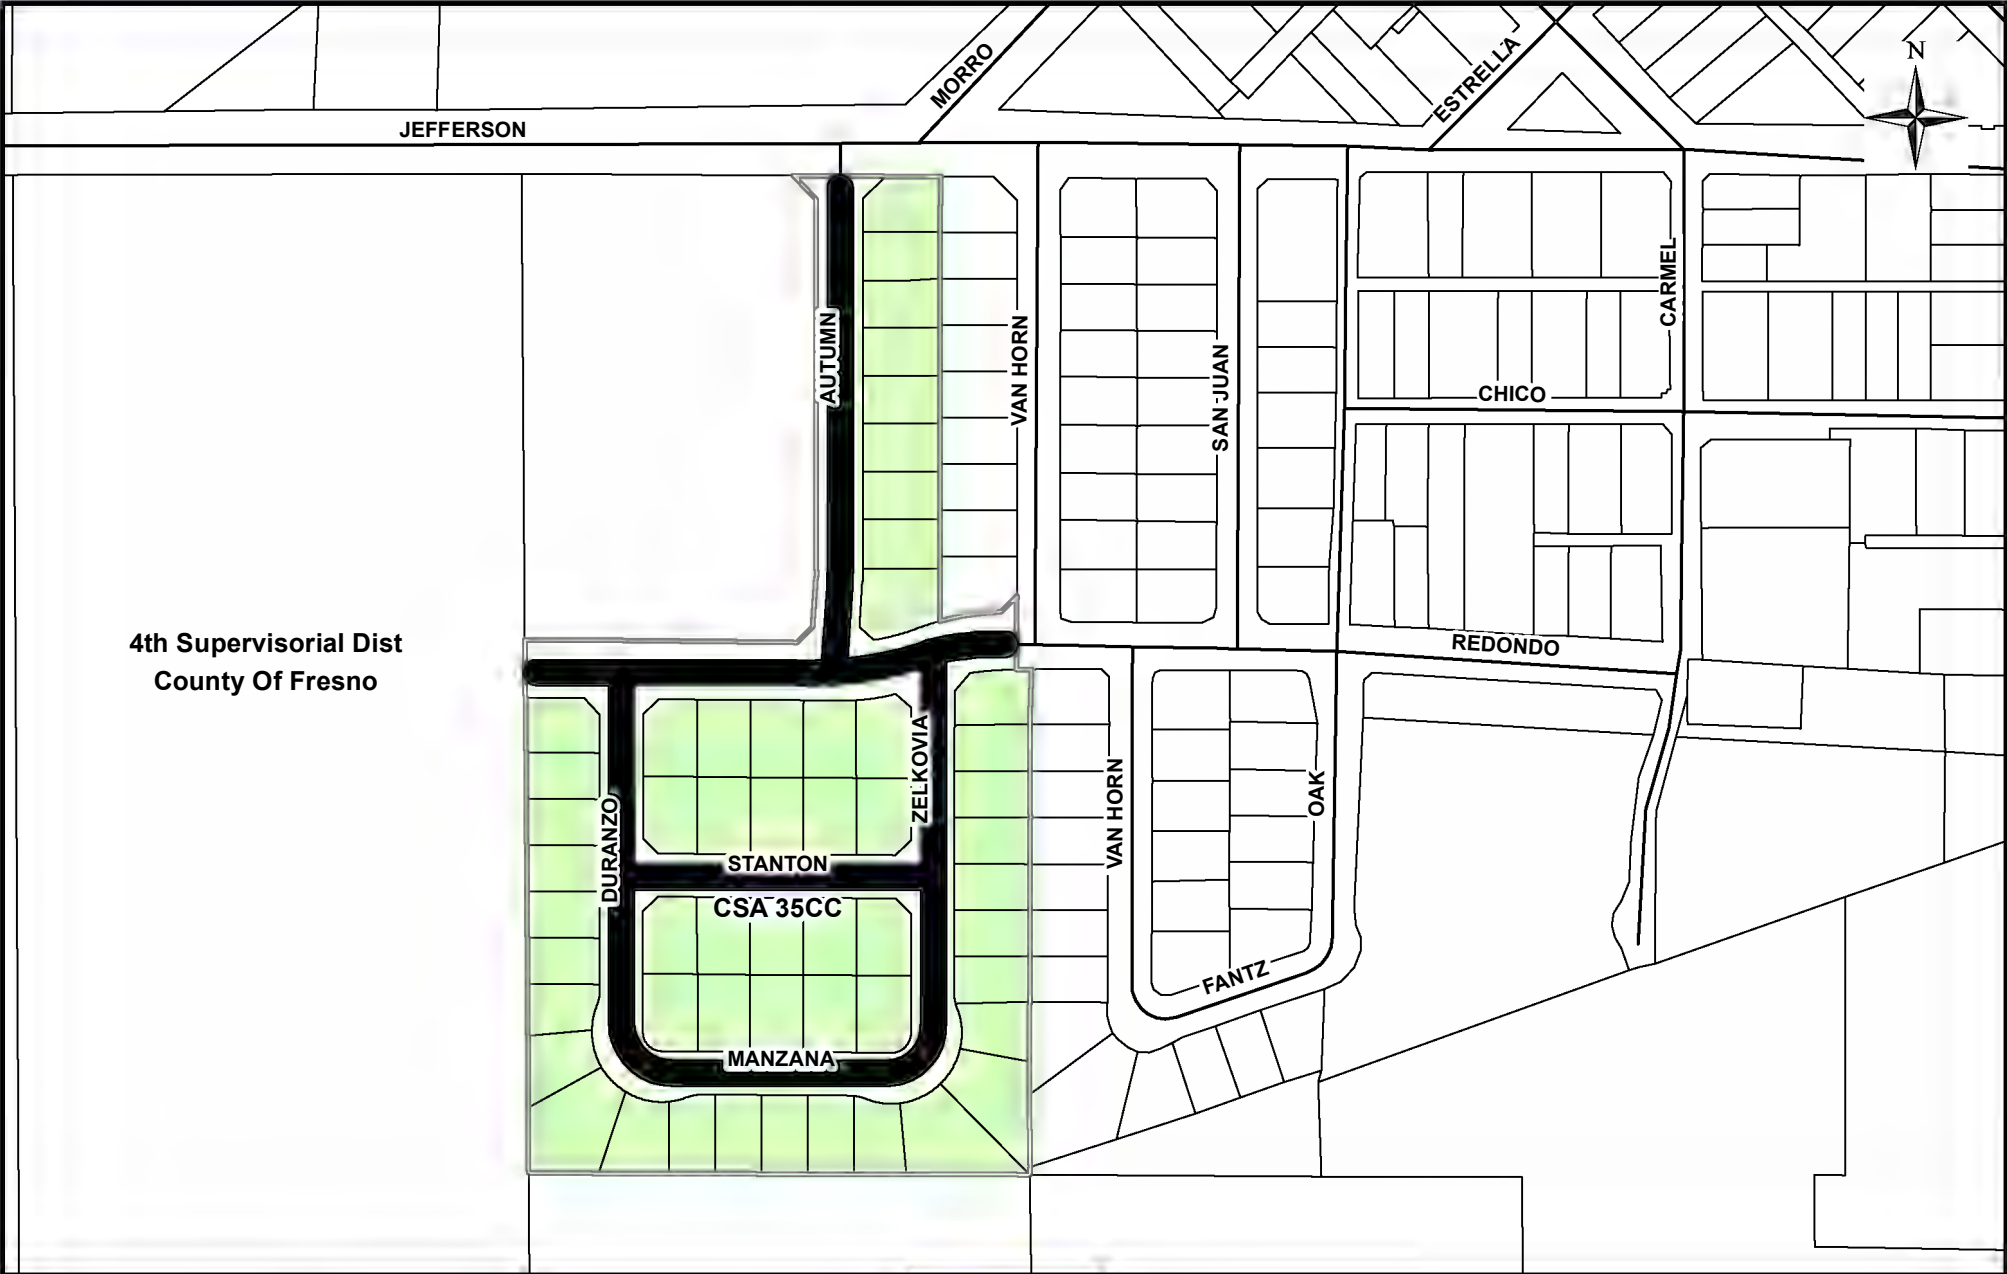 N
MORRO
ESTRELLA
JEFFERSON
CARMEL
AUTUMN
VAN HORN
SAN JUAN
CHICO
4th Supervisorial Dist
County Of Fresno
REDONDO
ZELKOVIA
DURANZO
VAN HORN
OAK
STANTON
CSA 35CC
FANTZ
MANZANA